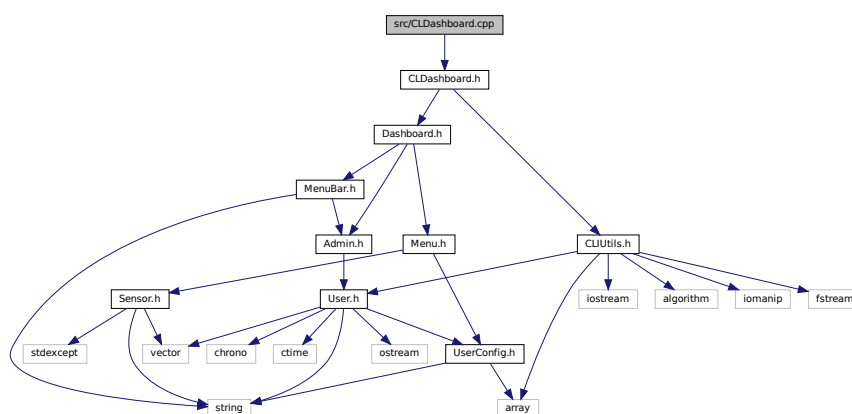 src/CLDashboard.cpp
CLDashboard.h
Dashboard.h
MenuBar.h
Admin.h
Menu.h
CLIUtils.h
Sensor.h
User.h
iostream
algorithm
iomanip
fstream
stdexcept
vector
chrono
ctime
ostream
UserConfig.h
string
array